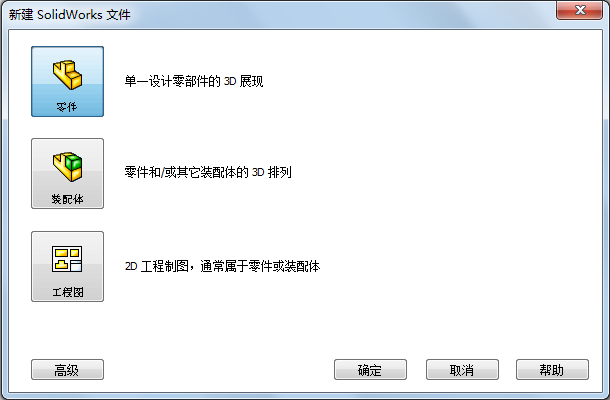 新建 SolidWorks 文件
零件
单一设计零部件的 3D 展现
装配体
零件和/或其它装配体的 3D 排列
工程图
2D 工程制图，通常属于零件或装配体
高级 确定 取消 帮助